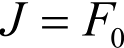 J = F₀